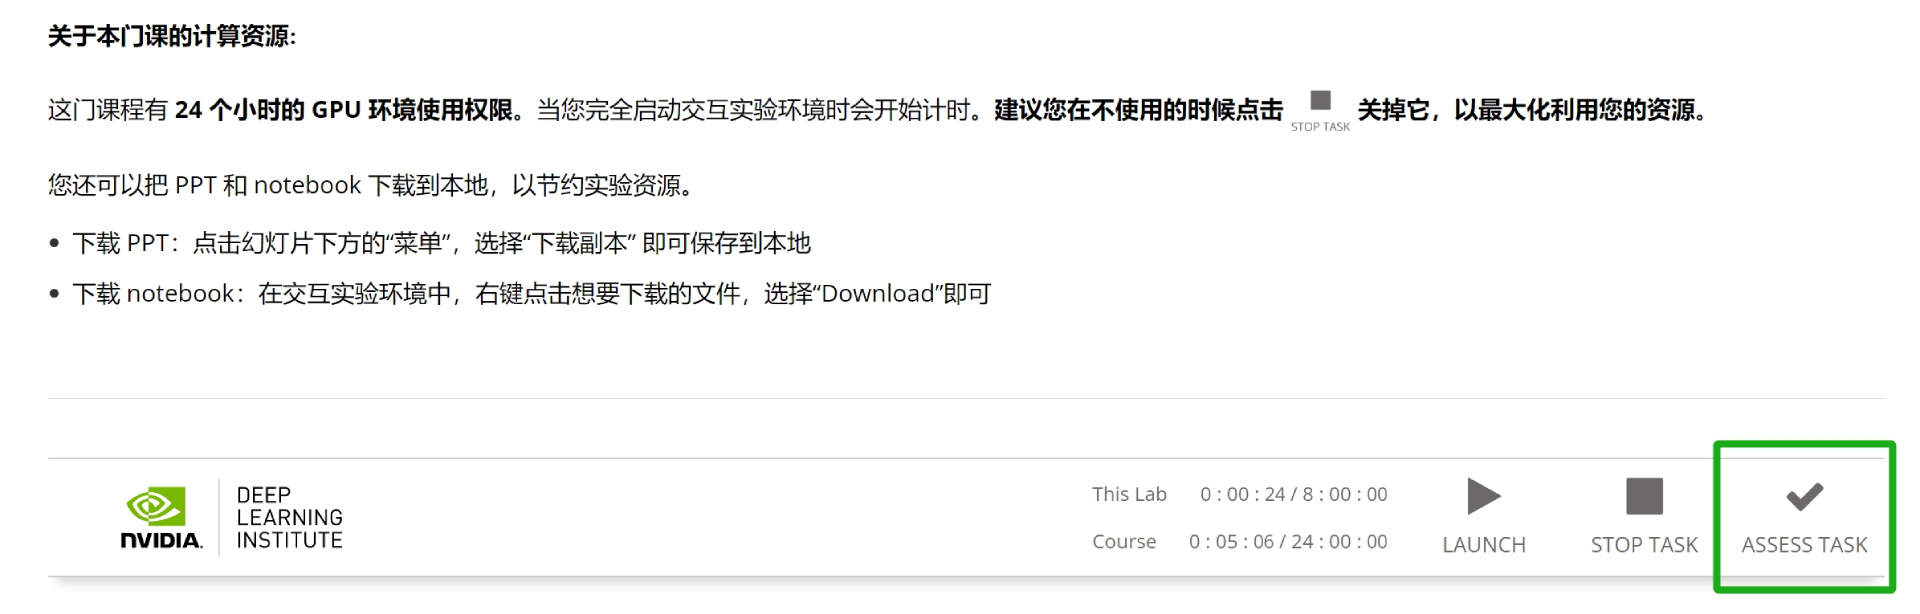 关于本门课的计算资源:
这门课程有 24 个小时的 GPU 环境使用权限。当您完全启动交互实验环境时会开始计时。建议您在不使用的时候点击 STOP TASK 关掉它，以最大化利用您的资源。
您还可以把 PPT 和 notebook 下载到本地，以节约实验资源。
• 下载 PPT：点击幻灯片下方的“菜单”，选择“下载副本” 即可保存到本地
• 下载 notebook：在交互实验环境中，右键点击想要下载的文件，选择“Download”即可
NVIDIA.
DEEP
LEARNING
INSTITUTE
This Lab 0 : 00 : 24 / 8 : 00 : 00
Course 0 : 05 : 06 / 24 : 00 : 00
LAUNCH
STOP TASK
ASSESS TASK